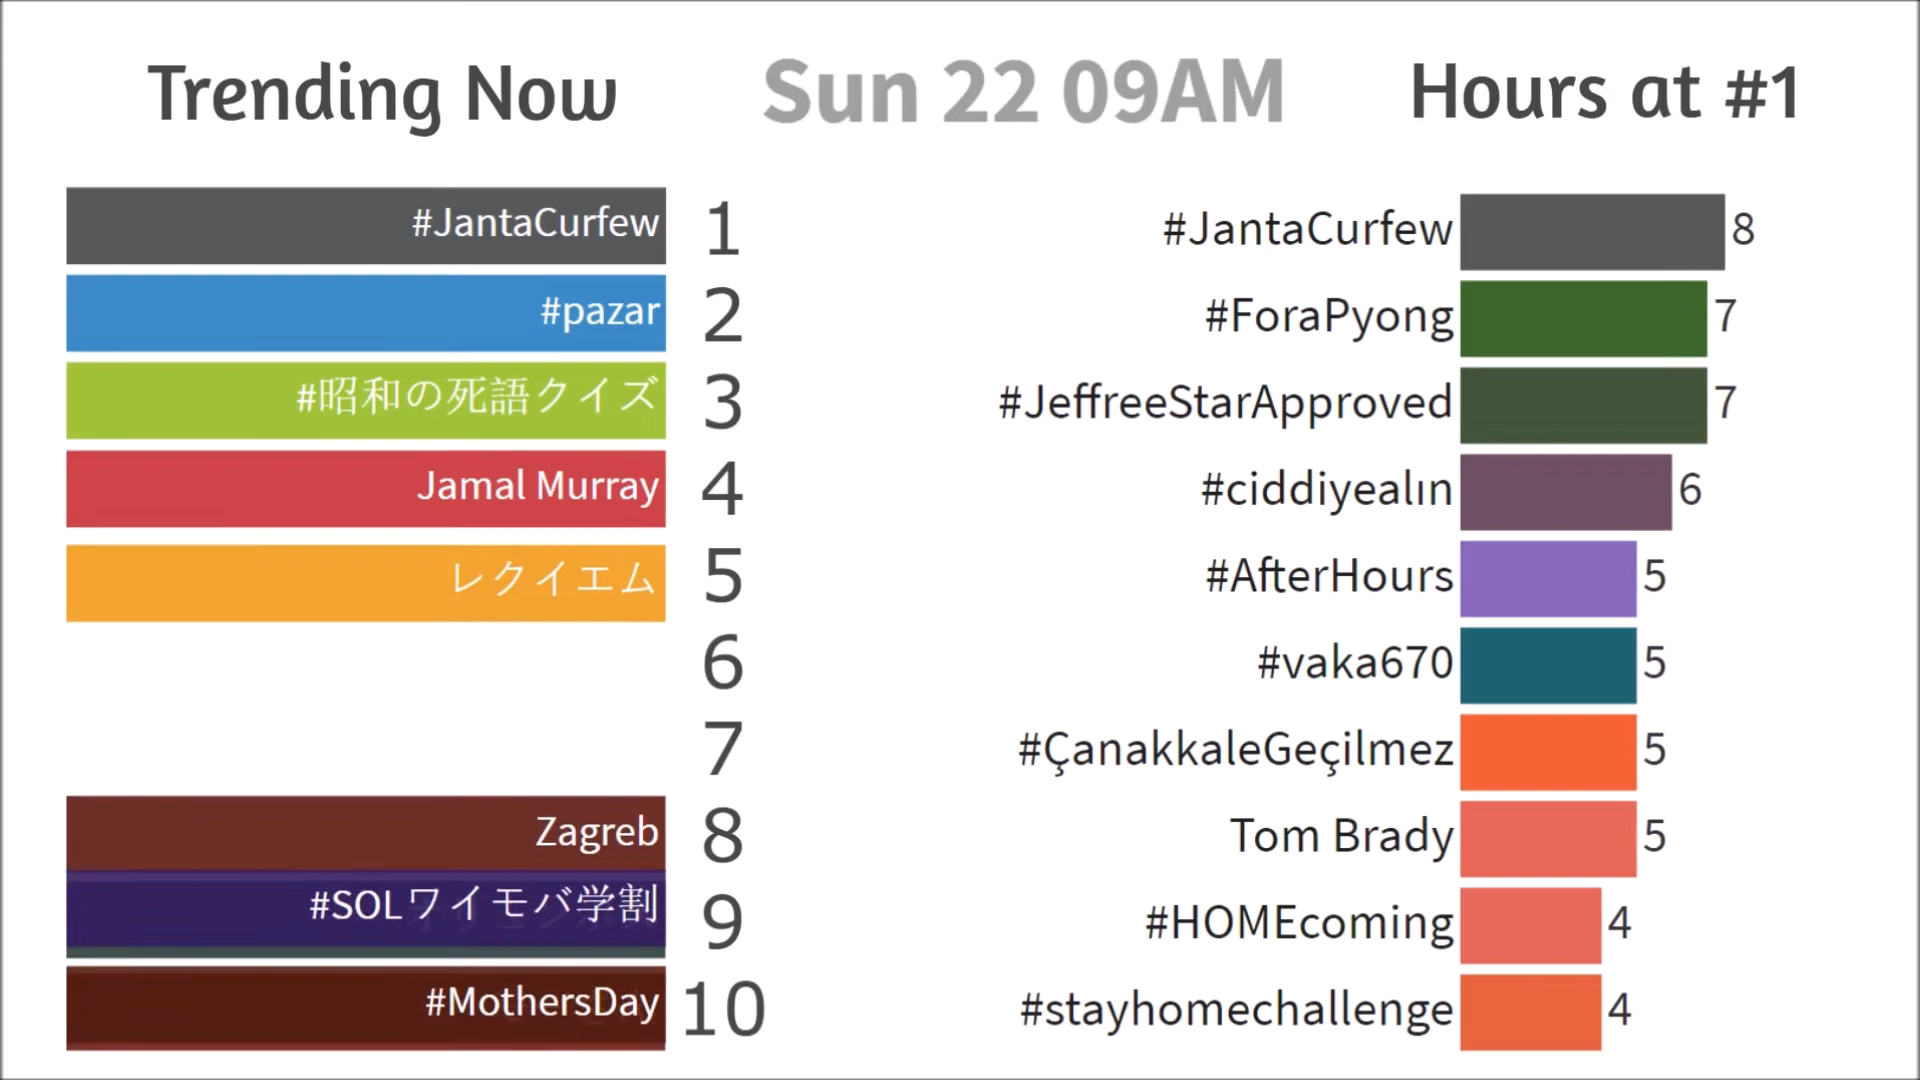 Trending Now
Sun 22 09AM
Hours at #1
#JantaCurfew 1
#pazar 2
#昭和の死語クイズ 3
Jamal Murray 4
レクイエム 5
6
7
Zagreb 8
#SOLワイモバ学割 9
#MothersDay 10
#JantaCurfew 8
#ForaPyong 7
#JeffreeStarApproved 7
#ciddiyealın 6
#AfterHours 5
#vaka670 5
#ÇanakkaleGeçilmez 5
Tom Brady 5
#HOMEcoming 4
#stayhomechallenge 4